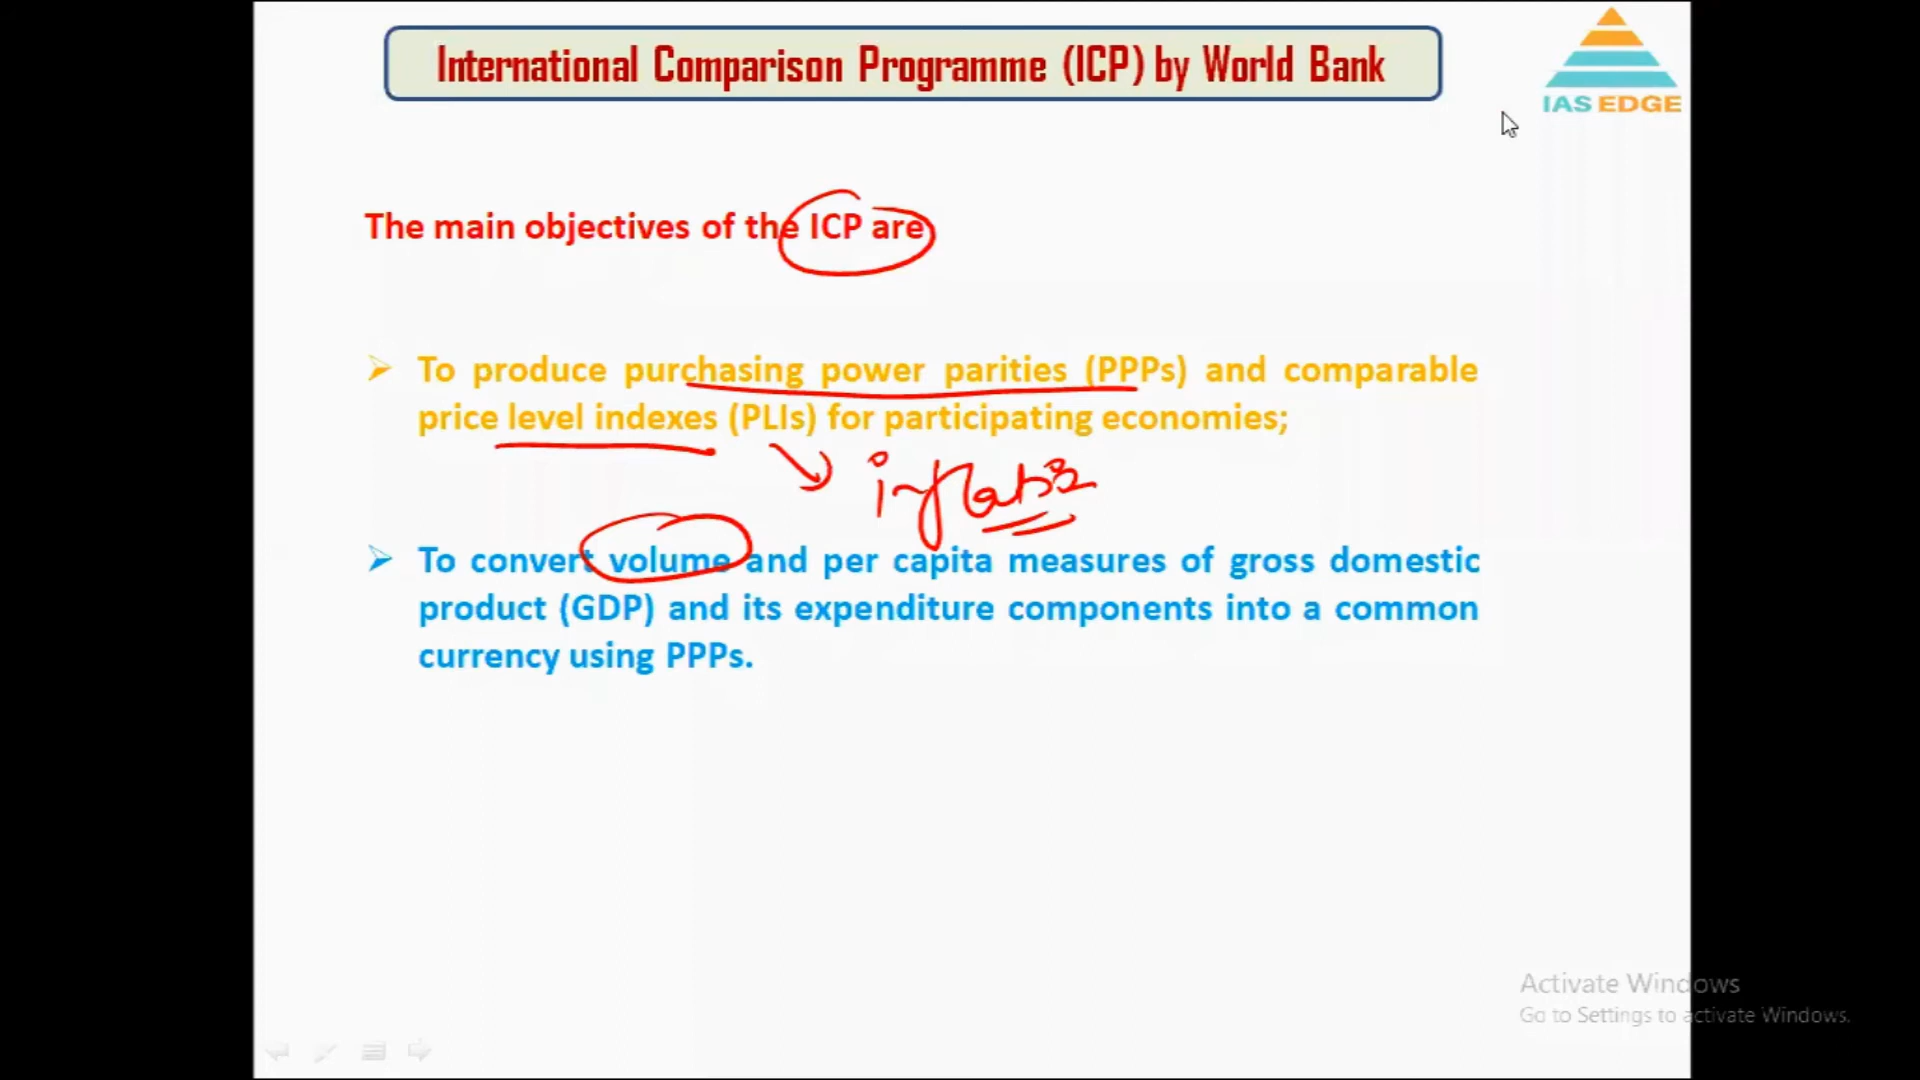 International Comparison Programme (ICP) by World Bank
IAS EDGE
The main objectives of the ICP are
To produce purchasing power parities (PPPs) and comparable
price level indexes (PLIs) for participating economies;
To convert volume and per capita measures of gross domestic
product (GDP) and its expenditure components into a common
currency using PPPs.
Activate Windows
Go to Settings to activate Windows.